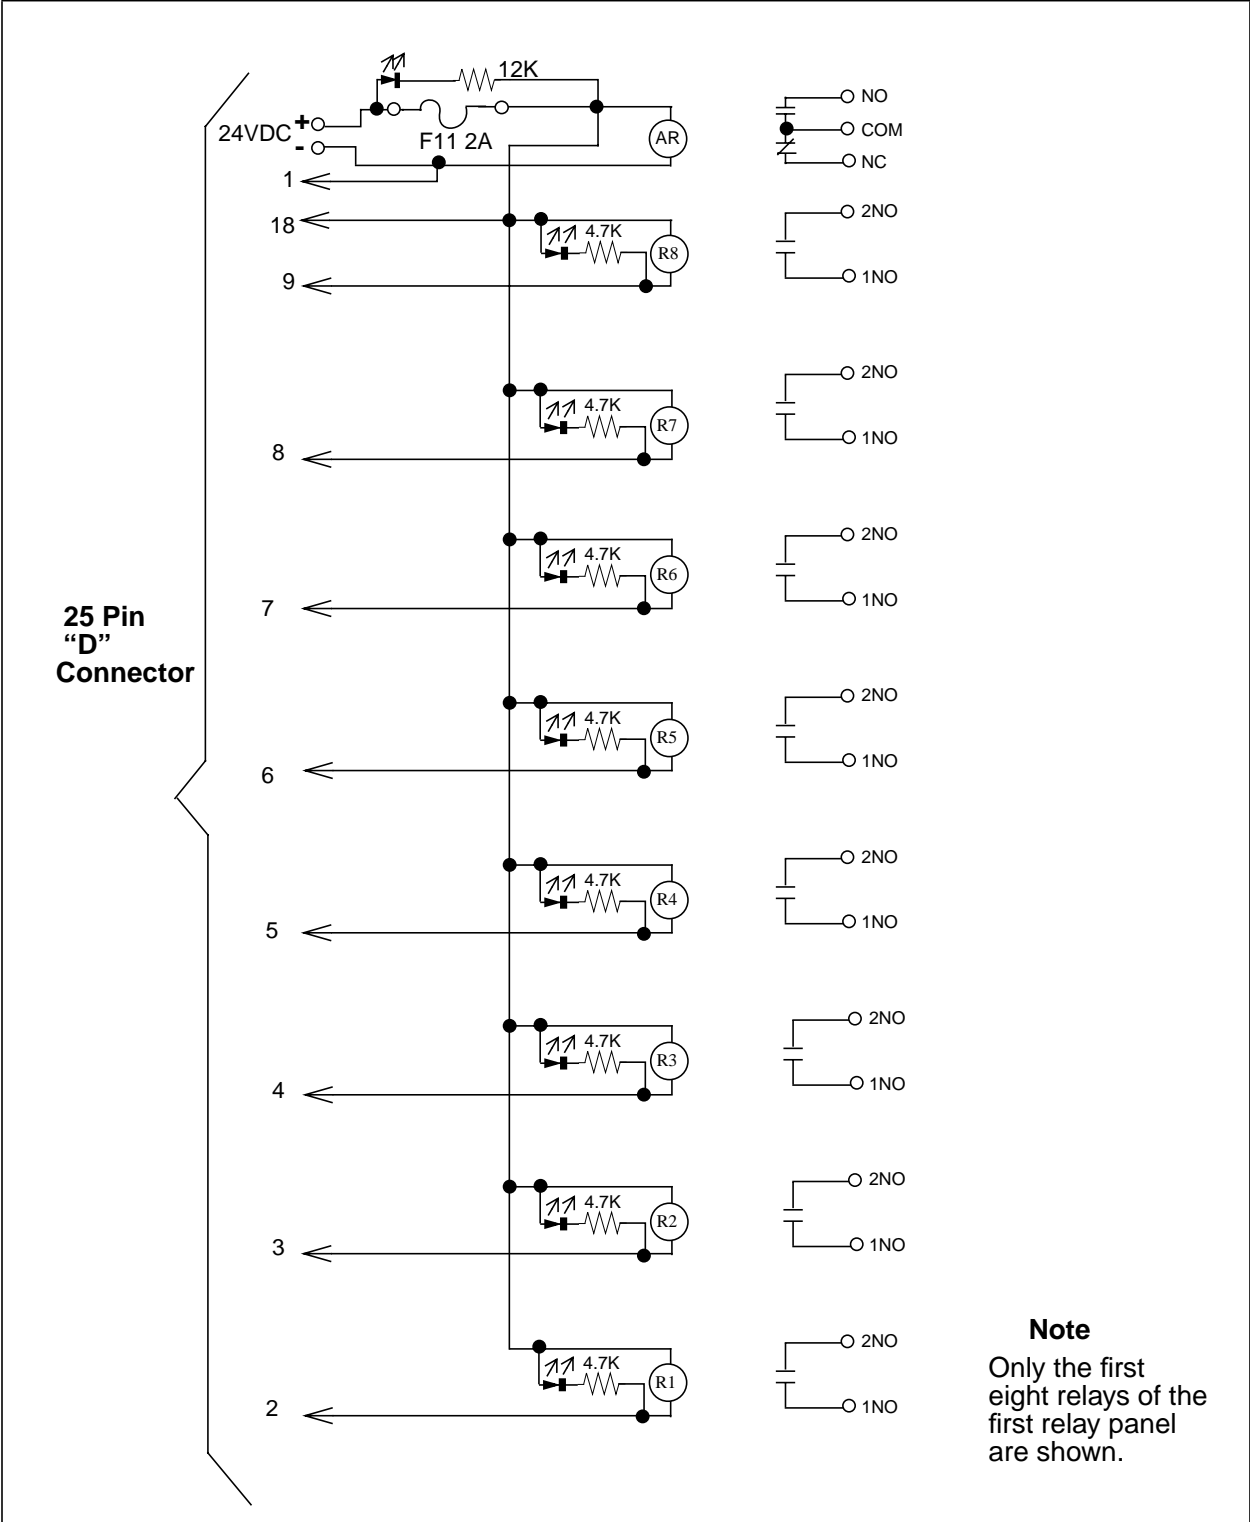 12K
NO
24VDC
+
-
F11 2A
AR
COM
NC
1
18
4.7K
R8
2NO
9
1NO
4.7K
R7
2NO
8
1NO
4.7K
R6
2NO
7
1NO
25 Pin
“D”
Connector
4.7K
R5
2NO
6
1NO
4.7K
R4
2NO
5
1NO
4.7K
R3
2NO
4
1NO
4.7K
R2
2NO
3
1NO
4.7K
R1
2NO
2
1NO
Note
Only the first
eight relays of the
first relay panel
are shown.